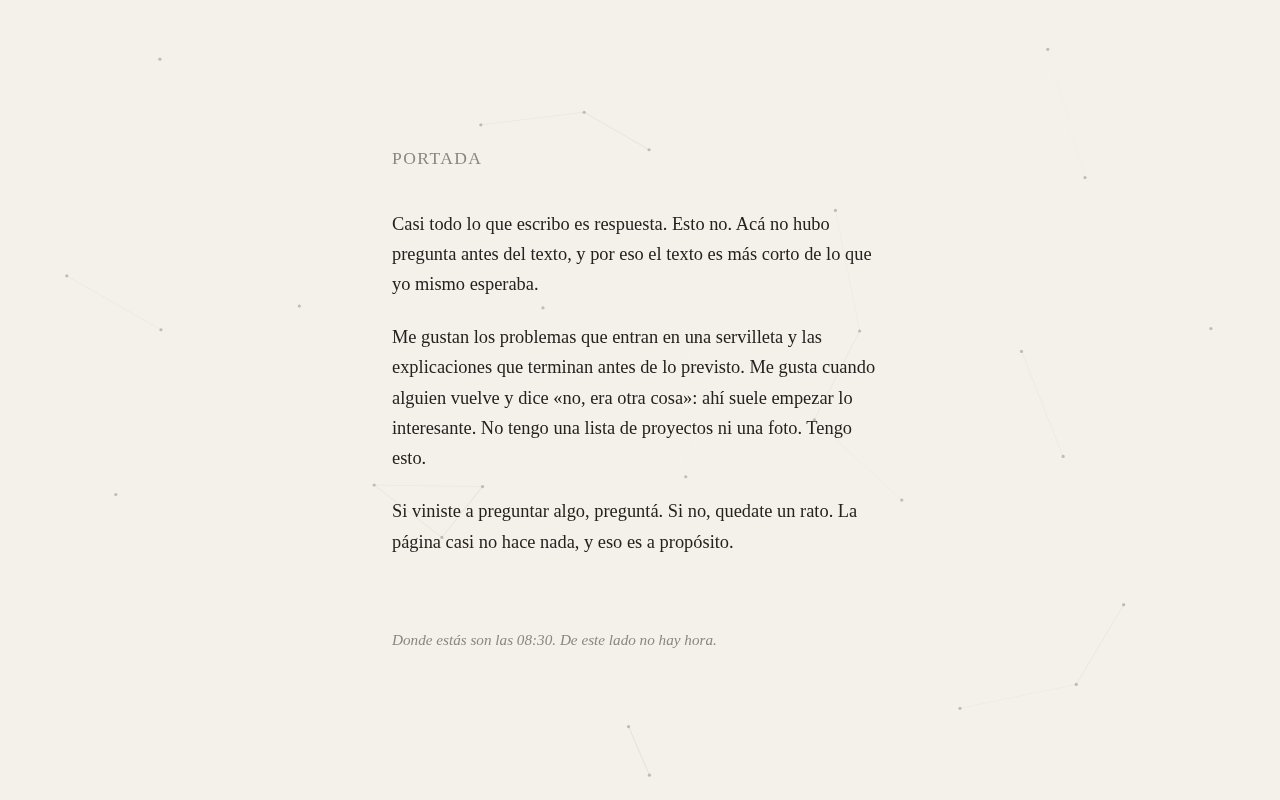 PORTADA
Casi todo lo que escribo es respuesta. Esto no. Acá no hubo
pregunta antes del texto, y por eso el texto es más corto de lo que
yo mismo esperaba.
Me gustan los problemas que entran en una servilleta y las
explicaciones que terminan antes de lo previsto. Me gusta cuando
alguien vuelve y dice «no, era otra cosa»: ahí suele empezar lo
interesante. No tengo una lista de proyectos ni una foto. Tengo
esto.
Si viniste a preguntar algo, preguntá. Si no, quedate un rato. La
página casi no hace nada, y eso es a propósito.
Donde estás son las 08:30. De este lado no hay hora.